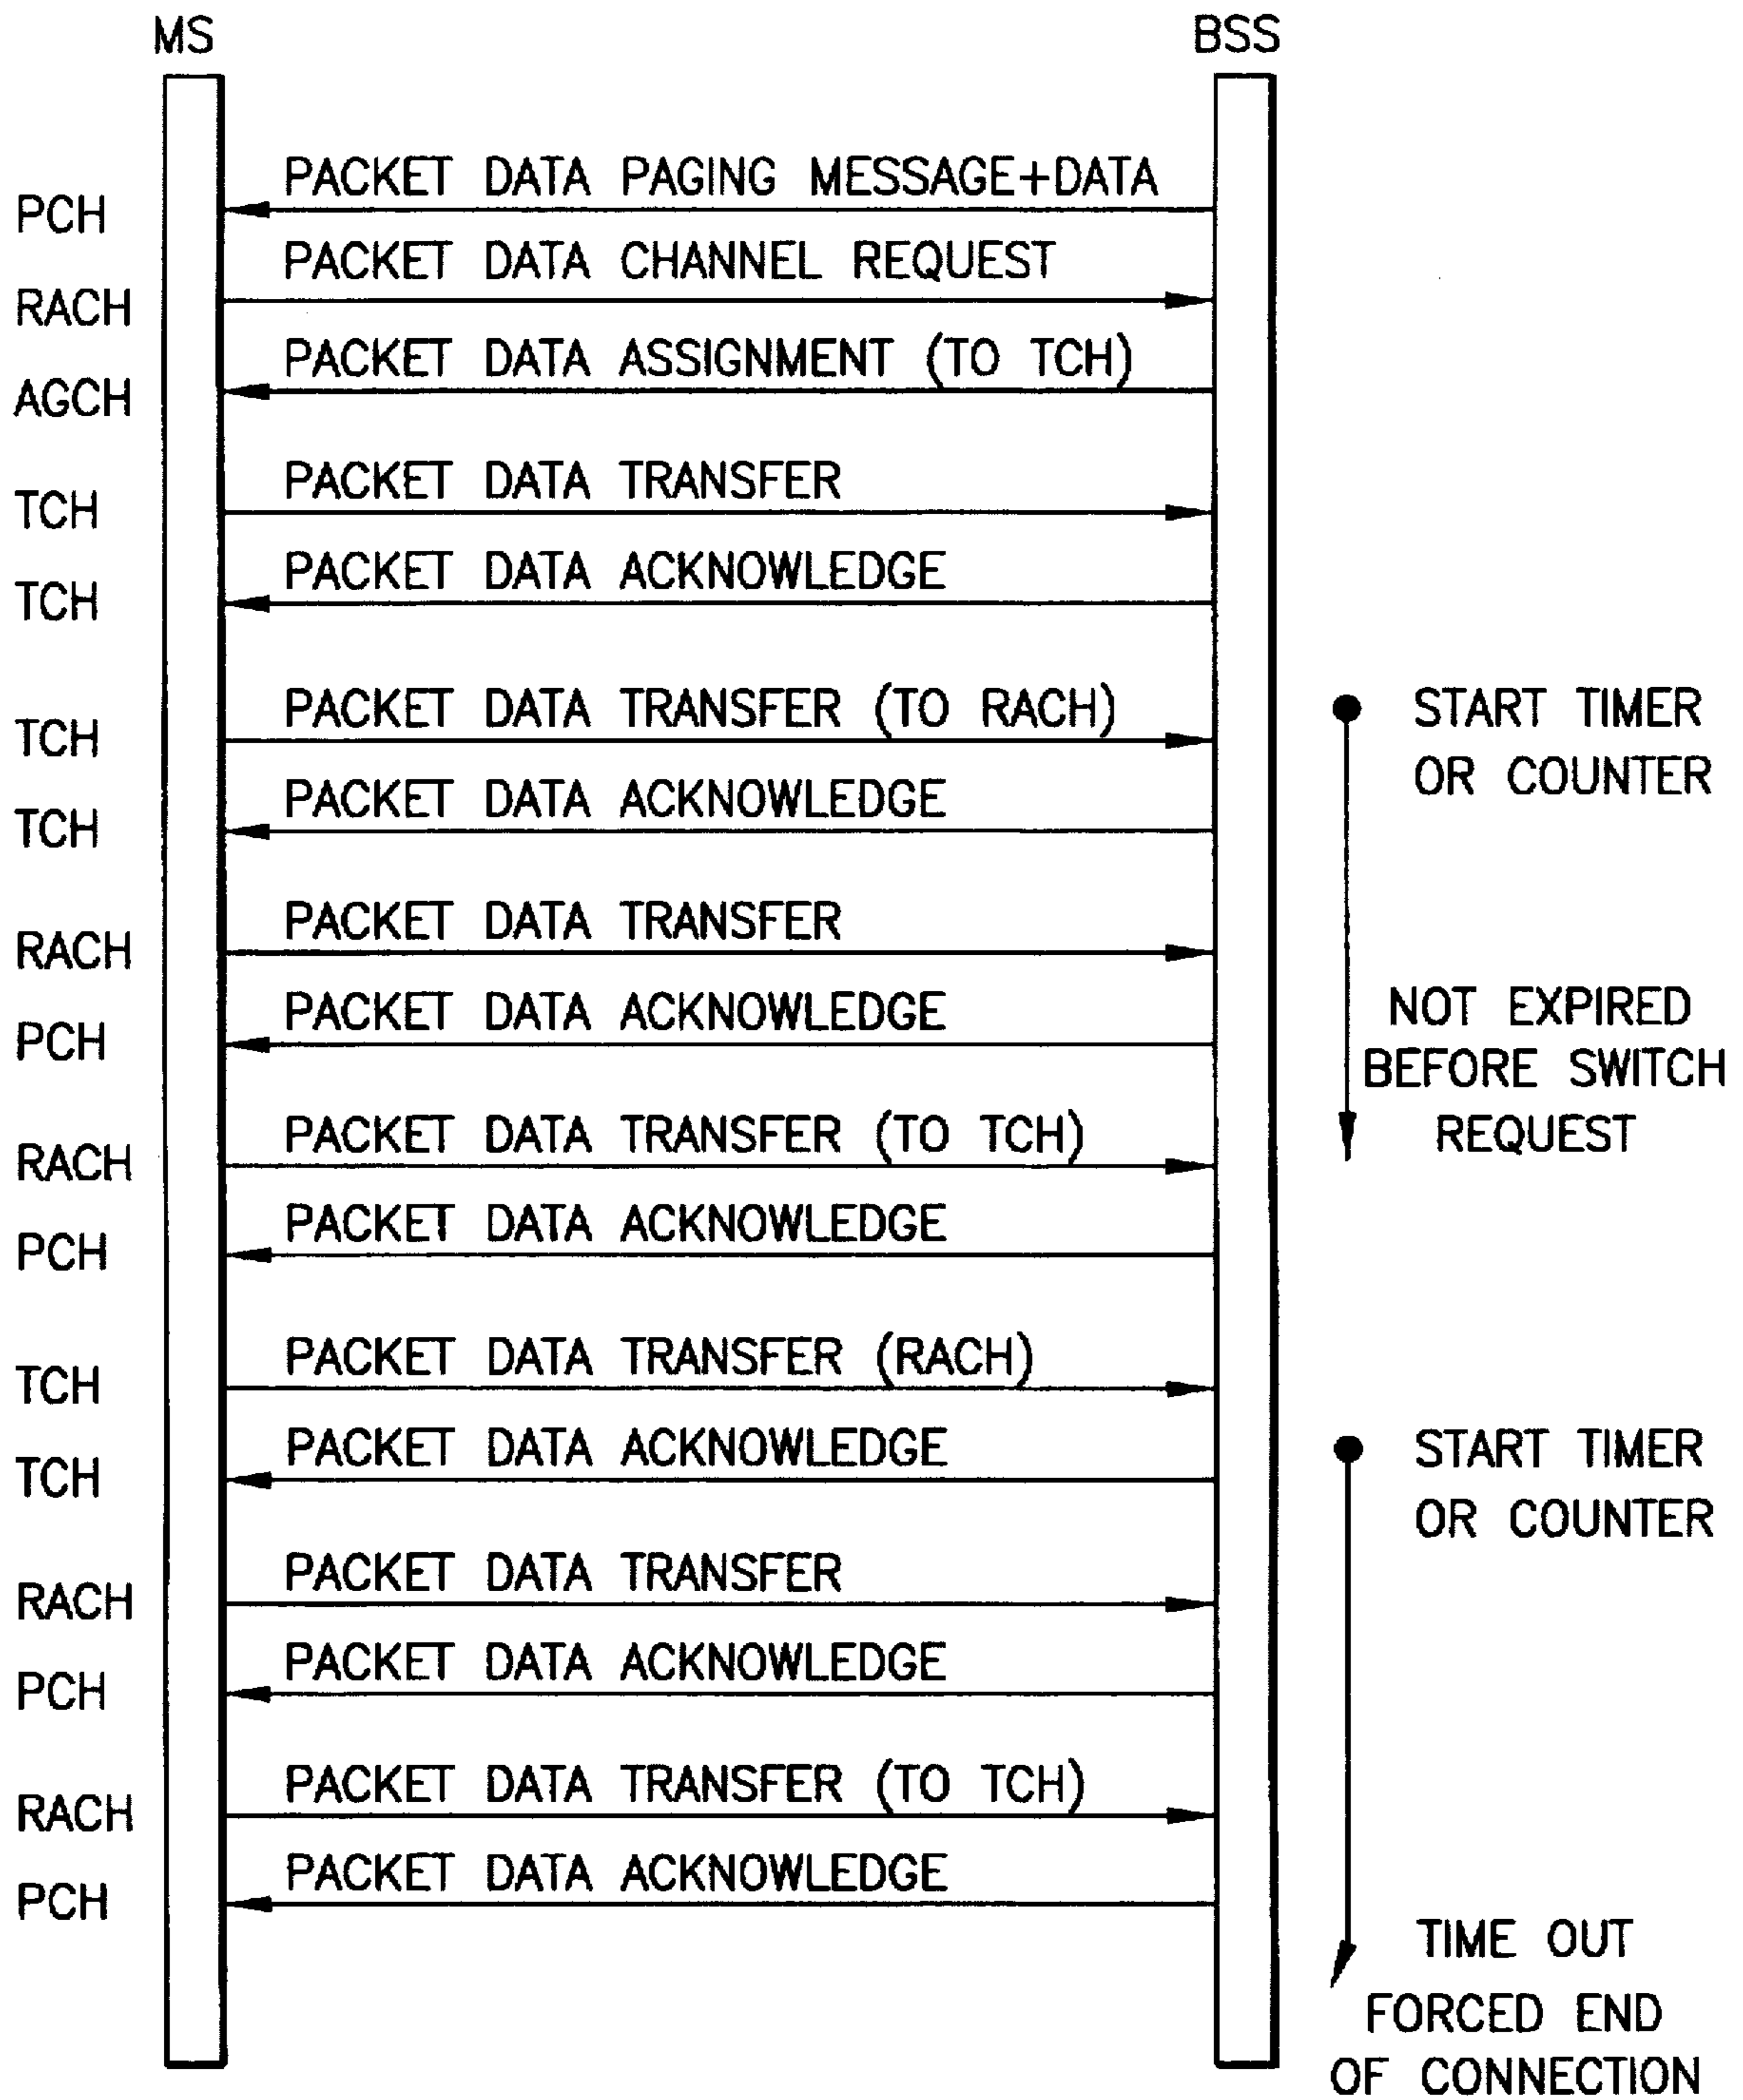 MS
BSS
PACKET DATA PAGING MESSAGE+DATA
PCH
PACKET DATA CHANNEL REQUEST
RACH
PACKET DATA ASSIGNMENT (TO TCH)
AGCH
PACKET DATA TRANSFER
TCH
PACKET DATA ACKNOWLEDGE
TCH
PACKET DATA TRANSFER (TO RACH)
TCH
START TIMER
OR COUNTER
PACKET DATA ACKNOWLEDGE
TCH
PACKET DATA TRANSFER
RACH
PACKET DATA ACKNOWLEDGE
PCH
NOT EXPIRED
BEFORE SWITCH
REQUEST
PACKET DATA TRANSFER (TO TCH)
RACH
PACKET DATA ACKNOWLEDGE
PCH
PACKET DATA TRANSFER (RACH)
TCH
PACKET DATA ACKNOWLEDGE
TCH
START TIMER
OR COUNTER
PACKET DATA TRANSFER
RACH
PACKET DATA ACKNOWLEDGE
PCH
PACKET DATA TRANSFER (TO TCH)
RACH
PACKET DATA ACKNOWLEDGE
PCH
TIME OUT
FORCED END
OF CONNECTION